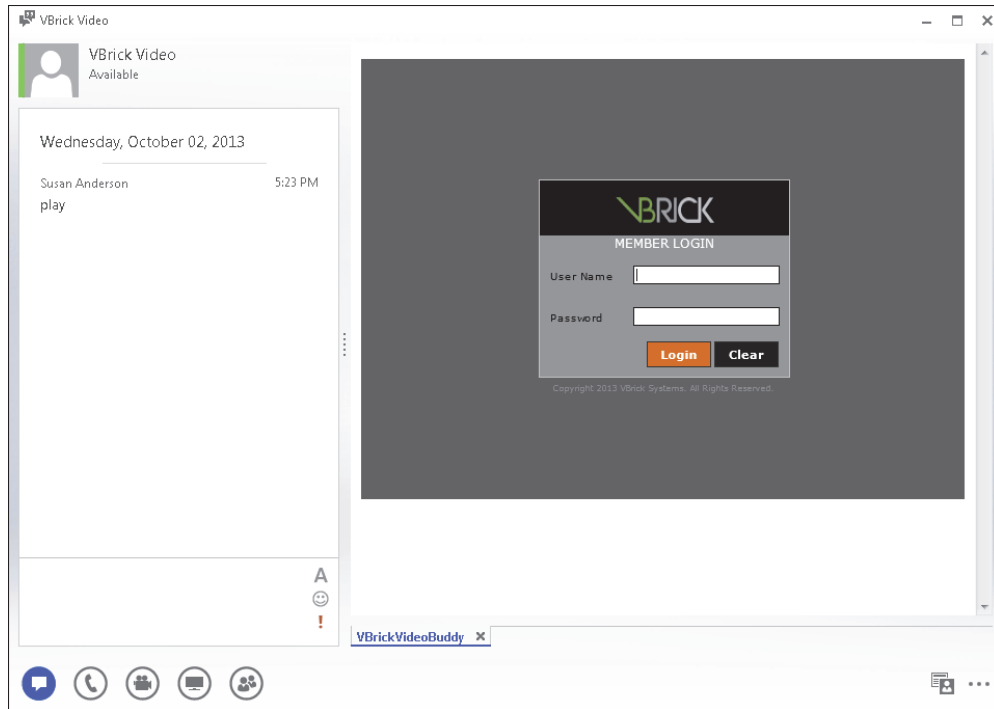 VBrick Video
VBrick Video
Available
Wednesday, October 02, 2013
Susan Anderson 5:23 PM
play
A
!
VBRICK
MEMBER LOGIN
User Name
Password
Login Clear
Copyright 2013 VBrick Systems. All Rights Reserved.
VBrickVideoBuddy